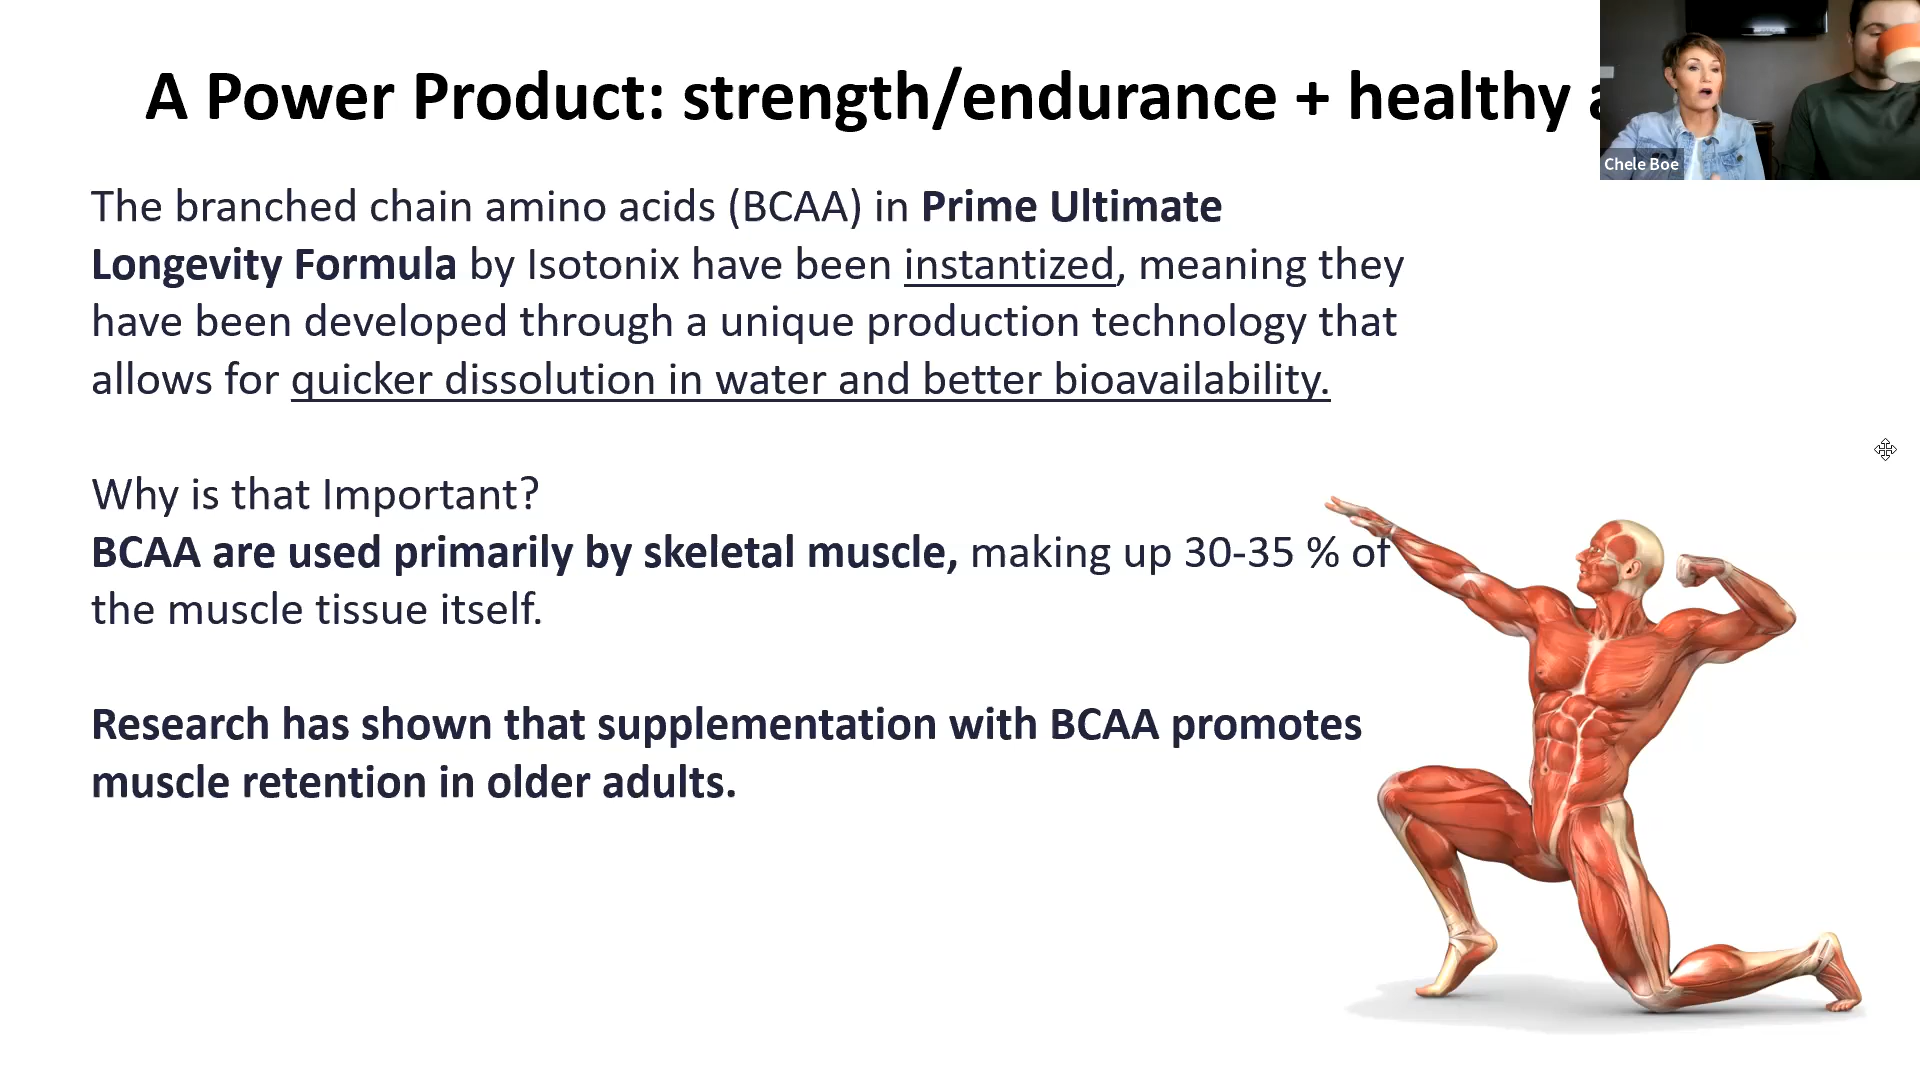 A Power Product: strength/endurance + healthy
Chele Boe
The branched chain amino acids (BCAA) in Prime Ultimate
Longevity Formula by Isotonix have been instantized, meaning they
have been developed through a unique production technology that
allows for quicker dissolution in water and better bioavailability.
Why is that Important?
BCAA are used primarily by skeletal muscle, making up 30-35 % of
the muscle tissue itself.
Research has shown that supplementation with BCAA promotes
muscle retention in older adults.